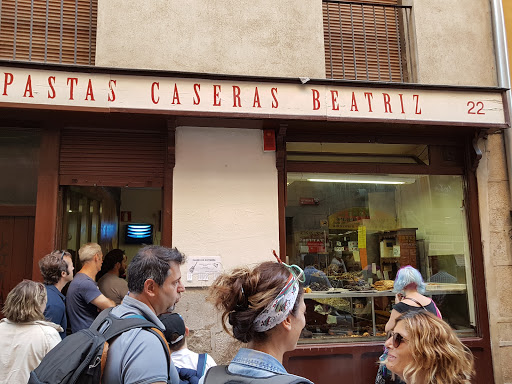 PASTAS CASERAS BEATRIZ 22